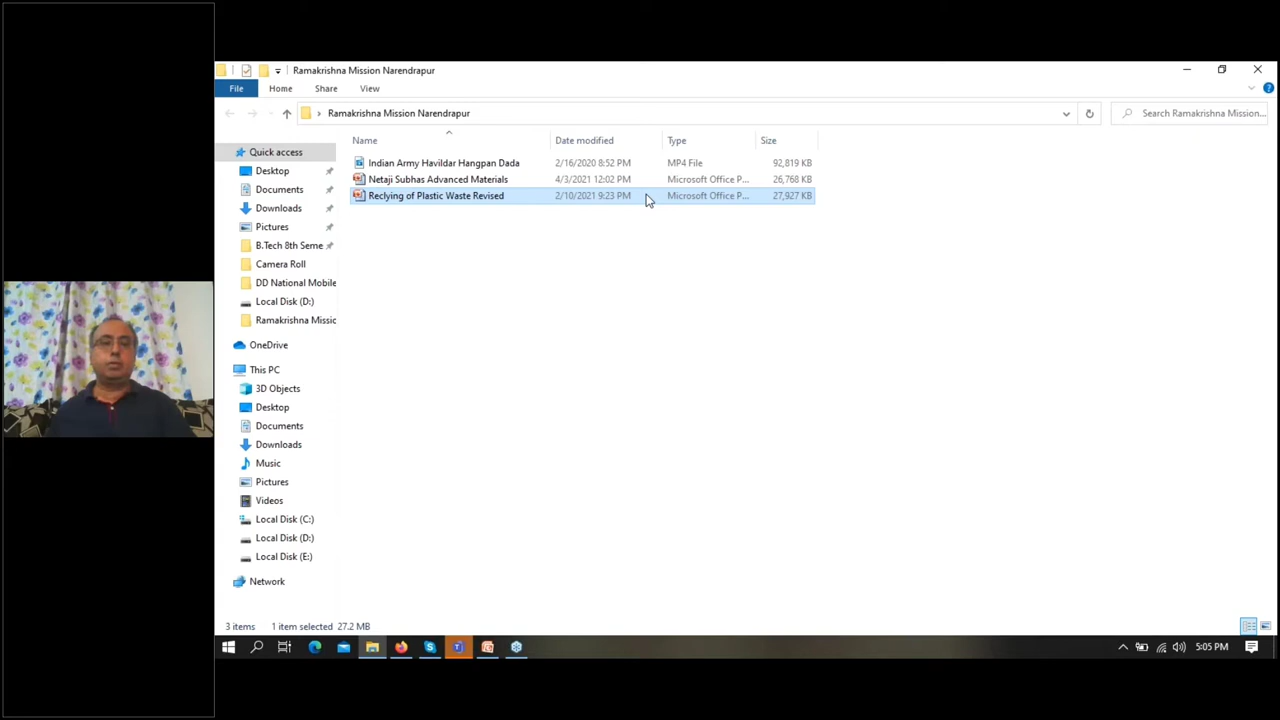 Ramakrishna Mission Narendrapur
File Home Share View
Ramakrishna Mission Narendrapur
Search Ramakrishna Mission...
Name Date modified Type Size
Indian Army Havildar Hangpan Dada 2/16/2020 8:52 PM MP4 File 92,819 KB
Netaji Subhas Advanced Materials 4/3/2021 12:02 PM Microsoft Office P... 26,768 KB
Reclying of Plastic Waste Revised 2/10/2021 9:23 PM Microsoft Office P... 27,927 KB
Quick access
Desktop
Documents
Downloads
Pictures
B.Tech 8th Seme
Camera Roll
DD National Mobile
Local Disk (D:)
Ramakrishna Missic
OneDrive
This PC
3D Objects
Desktop
Documents
Downloads
Music
Pictures
Videos
Local Disk (C:)
Local Disk (D:)
Local Disk (E:)
Network
3 items 1 item selected 27.2 MB
5:05 PM